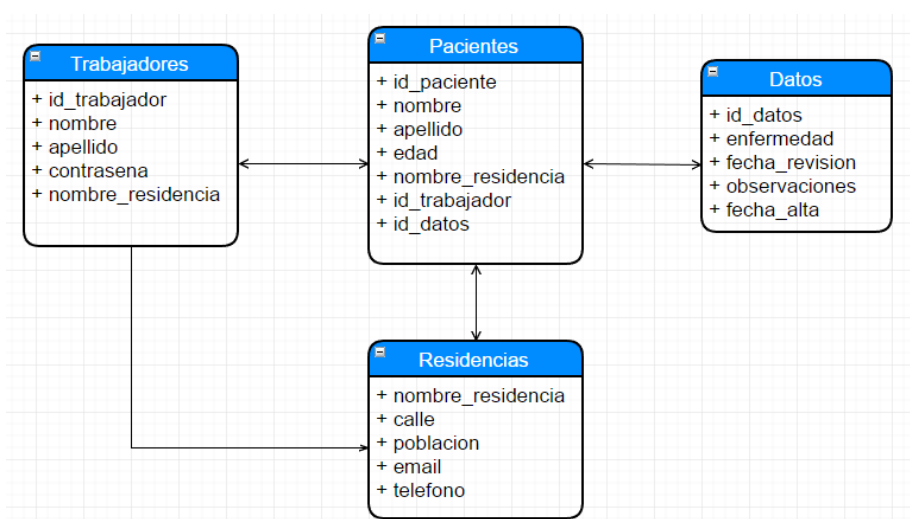 Trabajadores
+ id_trabajador
+ nombre
+ apellido
+ contrasena
+ nombre_residencia
Pacientes
+ id_paciente
+ nombre
+ apellido
+ edad
+ nombre_residencia
+ id_trabajador
+ id_datos
Datos
+ id_datos
+ enfermedad
+ fecha_revision
+ observaciones
+ fecha_alta
Residencias
+ nombre_residencia
+ calle
+ poblacion
+ email
+ telefono